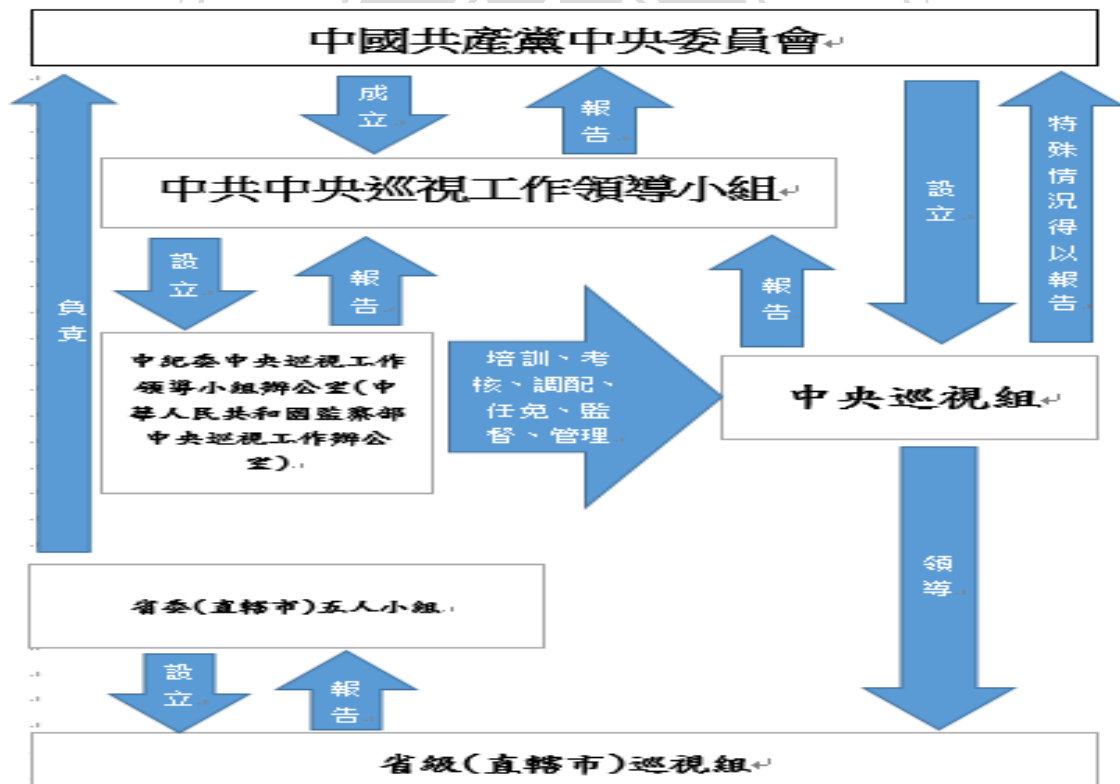 中國共產黨中央委員會
成
立
報
告
設
立
特
殊
情
況
得
以
報
告
中共中央巡視工作領導小組
設
立
報
告
報
告
負
責
中紀委中央巡視工作
領導小組辦公室(中
華人民共和國監察部
中央巡視工作辦公
室)
培訓、考
核、調配、
任免、監
督、管理
中央巡視組
領
導
省委(直轄市)五人小組
設
立
報
告
省級(直轄市)巡視組